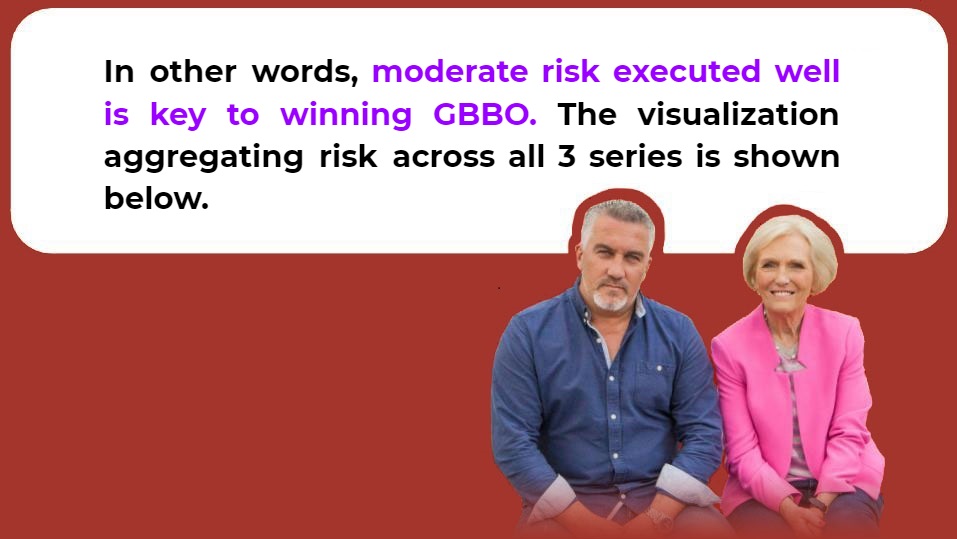 In other words, moderate risk executed well
is key to winning GBBO. The visualization
aggregating risk across all 3 series is shown
below.